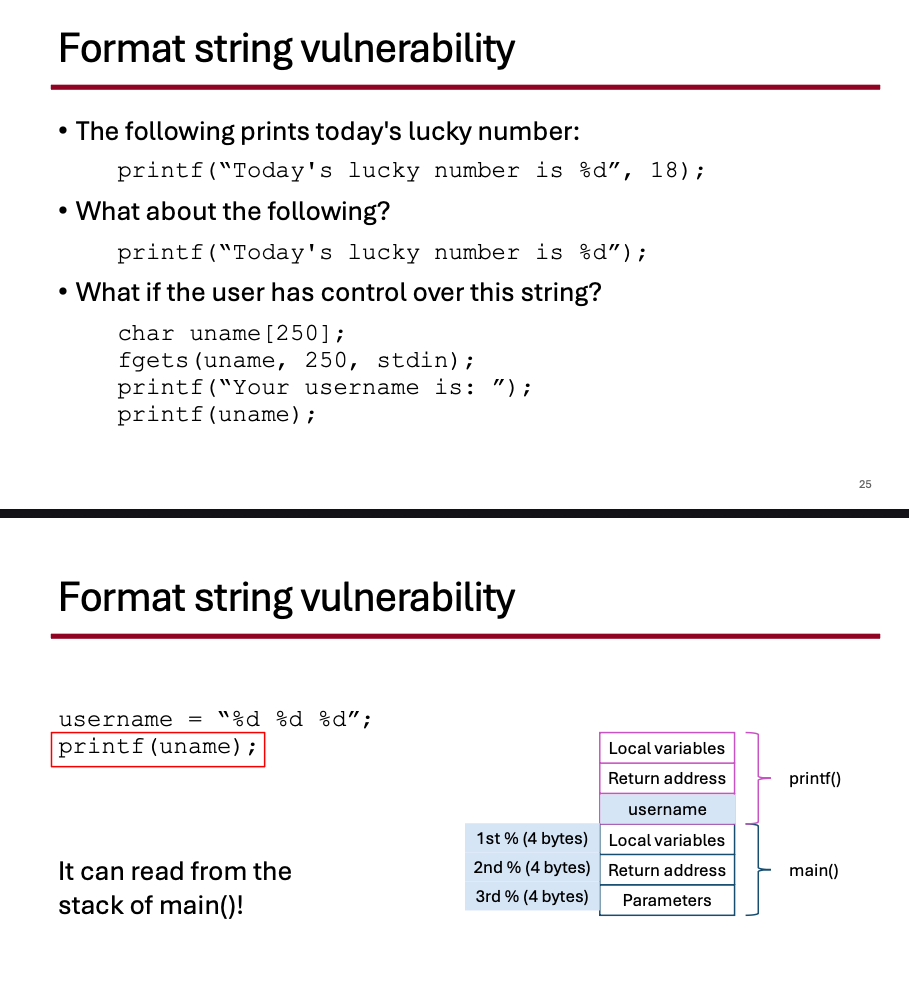 Format string vulnerability
• The following prints today's lucky number:
printf(“Today's lucky number is %d”, 18);
• What about the following?
printf(“Today's lucky number is %d”);
• What if the user has control over this string?
char uname[250];
fgets(uname, 250, stdin);
printf(“Your username is: ”);
printf(uname);
25
Format string vulnerability
username = “%d %d %d”;
printf(uname);
It can read from the
stack of main()!
Local variables
Return address
username
printf()
1st % (4 bytes)
Local variables
2nd % (4 bytes)
Return address
3rd % (4 bytes)
Parameters
main()